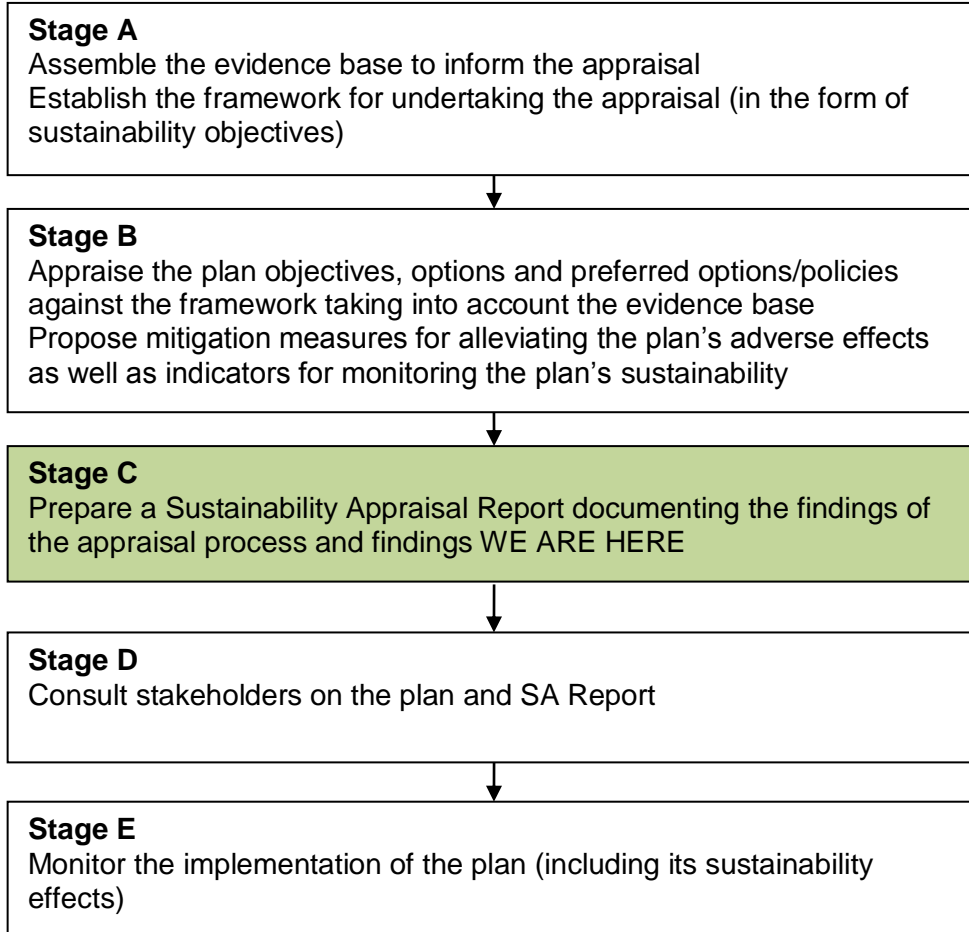 Stage A
Assemble the evidence base to inform the appraisal
Establish the framework for undertaking the appraisal (in the form of
sustainability objectives)
Stage B
Appraise the plan objectives, options and preferred options/policies
against the framework taking into account the evidence base
Propose mitigation measures for alleviating the plan’s adverse effects
as well as indicators for monitoring the plan’s sustainability
Stage C
Prepare a Sustainability Appraisal Report documenting the findings of
the appraisal process and findings WE ARE HERE
Stage D
Consult stakeholders on the plan and SA Report
Stage E
Monitor the implementation of the plan (including its sustainability
effects)